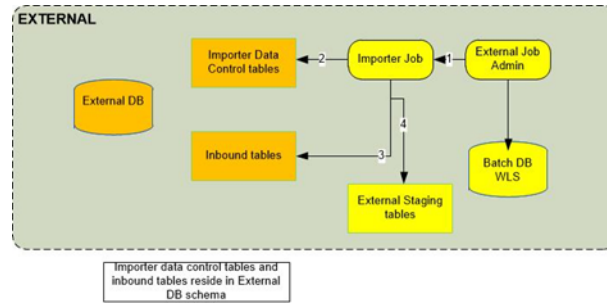 EXTERNAL
Importer Data
Control tables
2
Importer Job
1
External Job
Admin
External DB
4
Inbound tables
3
Batch DB
WLS
External Staging
tables
Importer data control tables and
inbound tables reside in External
DB schema